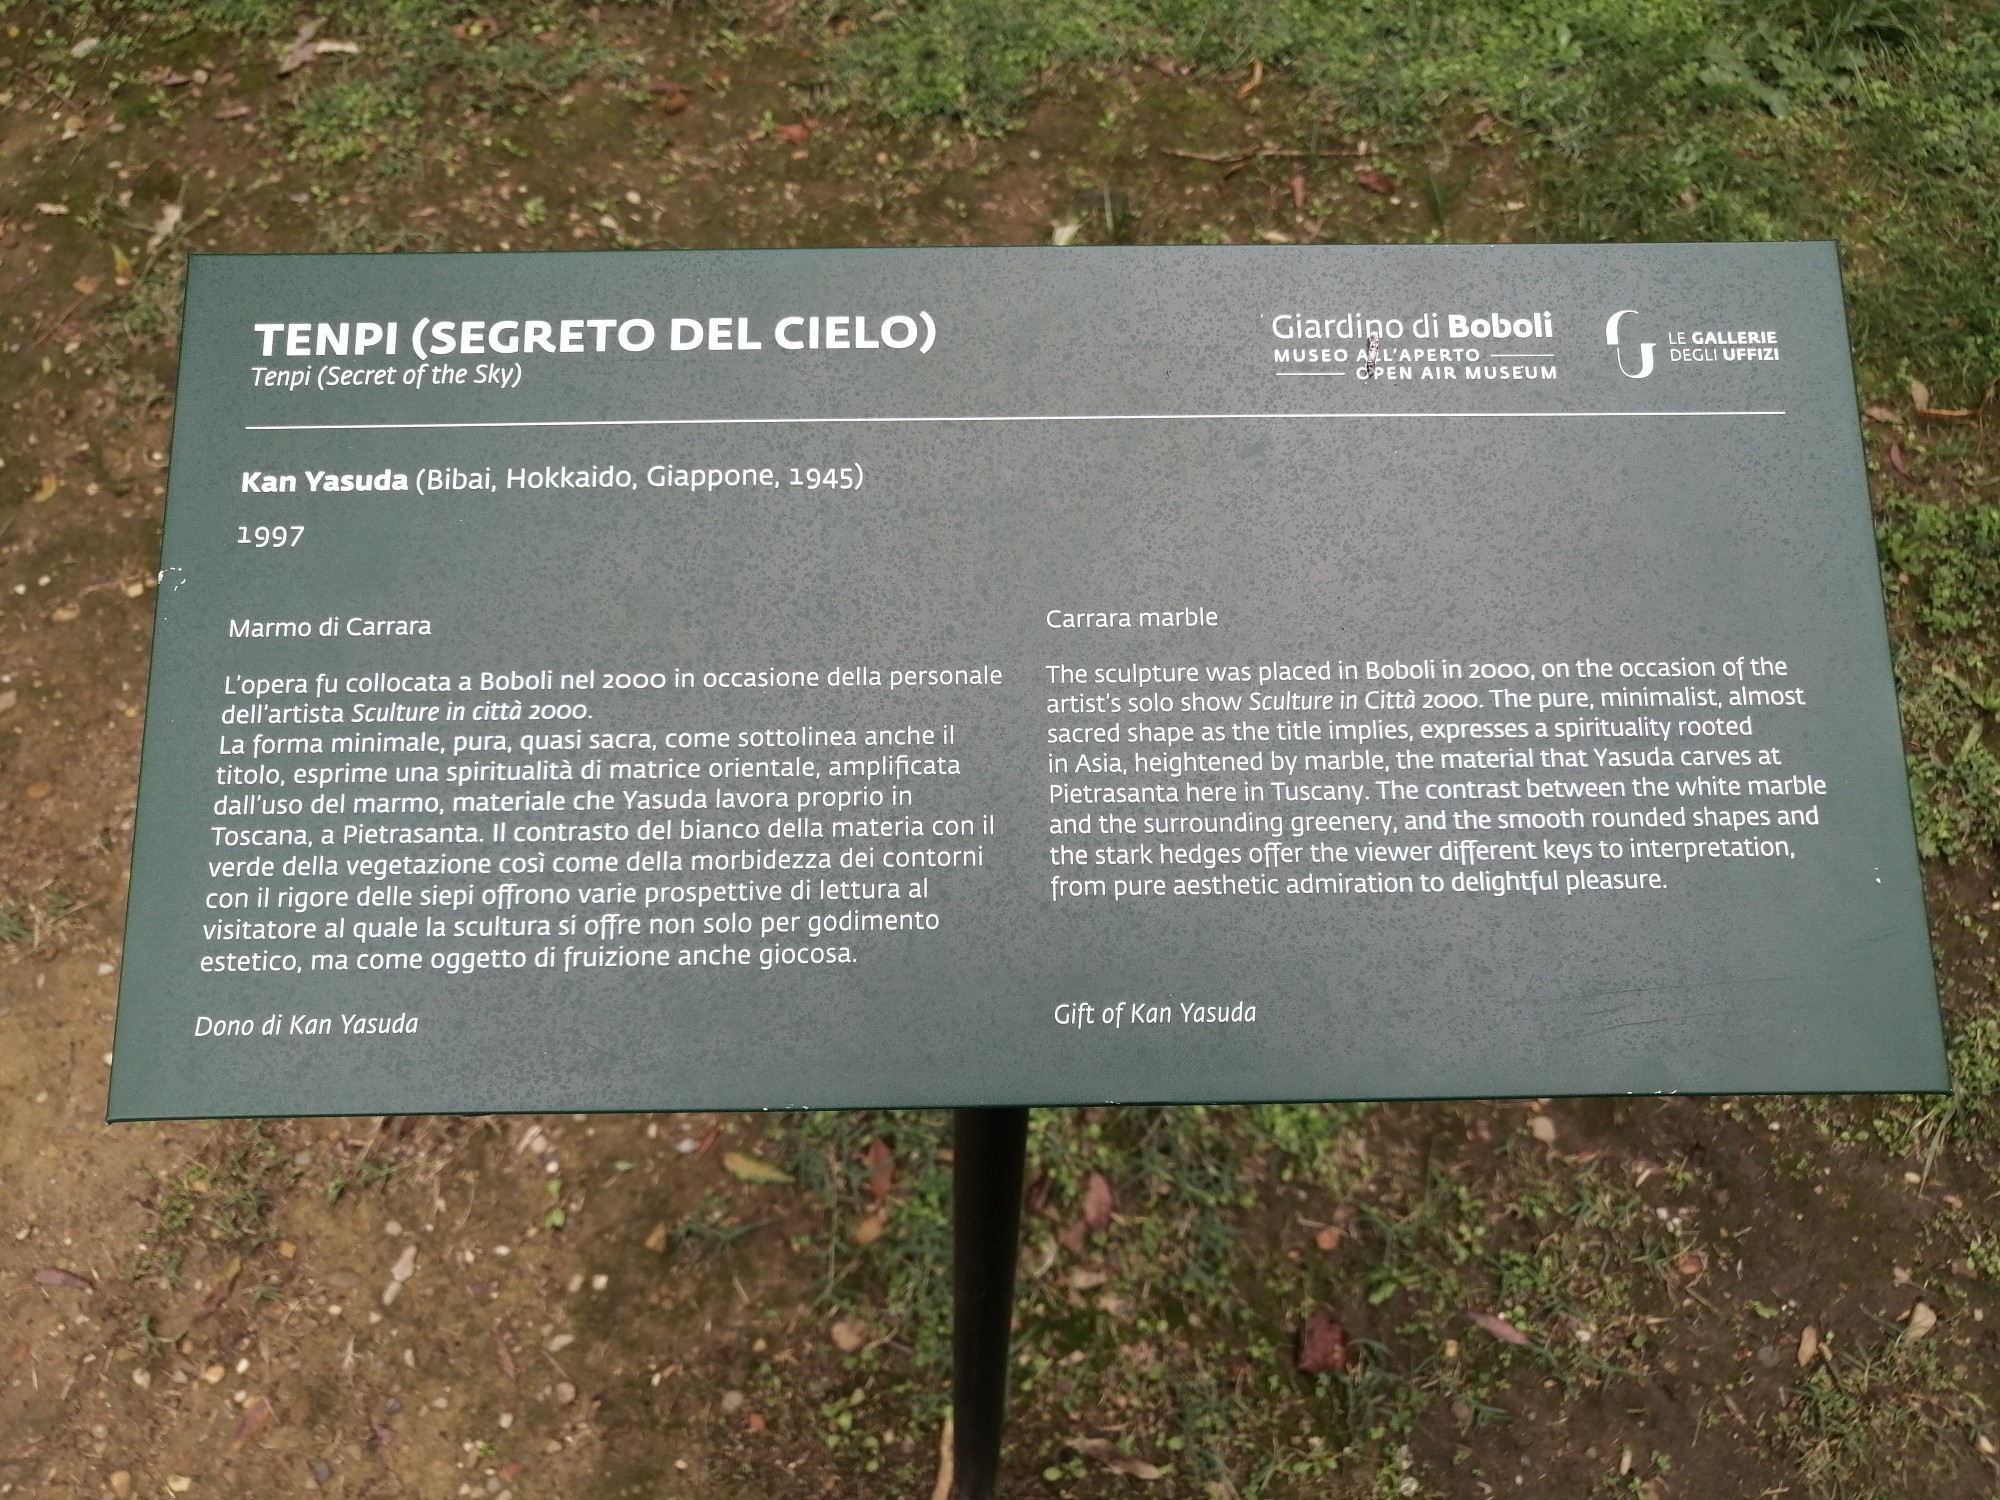 TENPI (SEGRETO DEL CIELO)
Tenpi (Secret of the Sky)
Giardino di Boboli
MUSEO ALL'APERTO
OPEN AIR MUSEUM
LE GALLERIE
DEGLI UFFIZI
Kan Yasuda (Bibai, Hokkaido, Giappone, 1945)
1997
Marmo di Carrara
L'opera fu collocata a Boboli nel 2000 in occasione della personale
dell'artista Sculture in città 2000.
La forma minimale, pura, quasi sacra, come sottolinea anche il
titolo, esprime una spiritualità di matrice orientale, amplificata
dall'uso del marmo, materiale che Yasuda lavora proprio in
Toscana, a Pietrasanta. Il contrasto del bianco della materia con il
verde della vegetazione così come della morbidezza dei contorni
con il rigore delle siepi offrono varie prospettive di lettura al
visitatore al quale la scultura si offre non solo per godimento
estetico, ma come oggetto di fruizione anche giocosa.
Dono di Kan Yasuda
Carrara marble
The sculpture was placed in Boboli in 2000, on the occasion of the
artist's solo show Sculture in Città 2000. The pure, minimalist, almost
sacred shape as the title implies, expresses a spirituality rooted
in Asia, heightened by marble, the material that Yasuda carves at
Pietrasanta here in Tuscany. The contrast between the white marble
and the surrounding greenery, and the smooth rounded shapes and
the stark hedges offer the viewer different keys to interpretation,
from pure aesthetic admiration to delightful pleasure.
Gift of Kan Yasuda